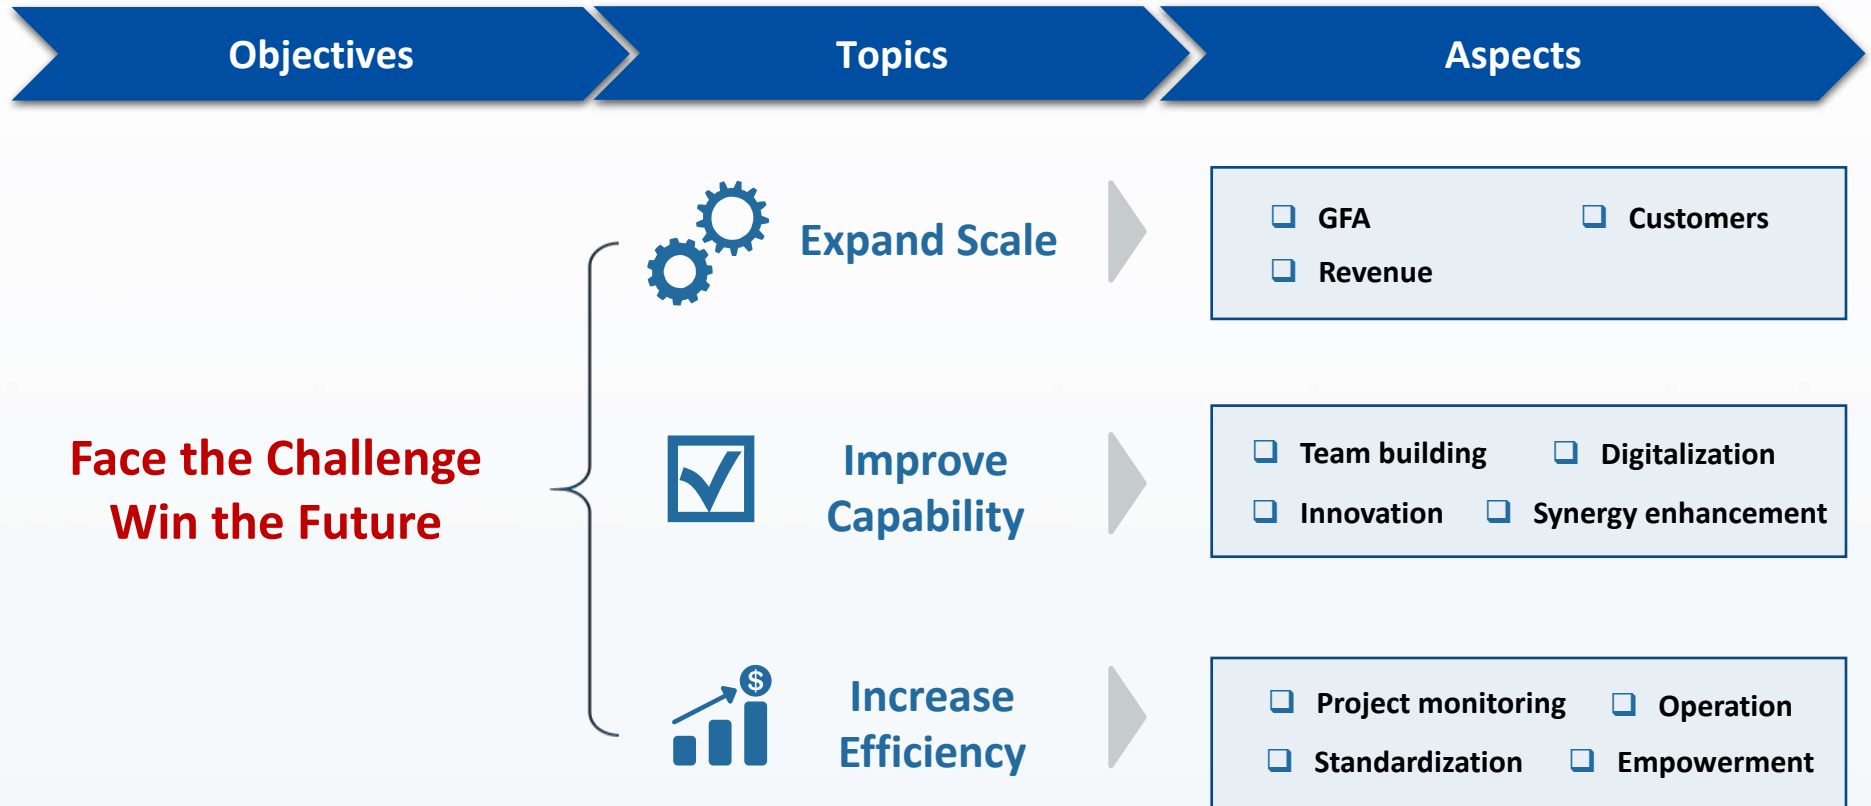 Objectives
Topics
Aspects
Face the Challenge
Win the Future
Expand Scale
GFA
Customers
Revenue
Improve
Capability
Team building
Digitalization
Innovation
Synergy enhancement
$
Increase
Efficiency
Project monitoring
Operation
Standardization
Empowerment